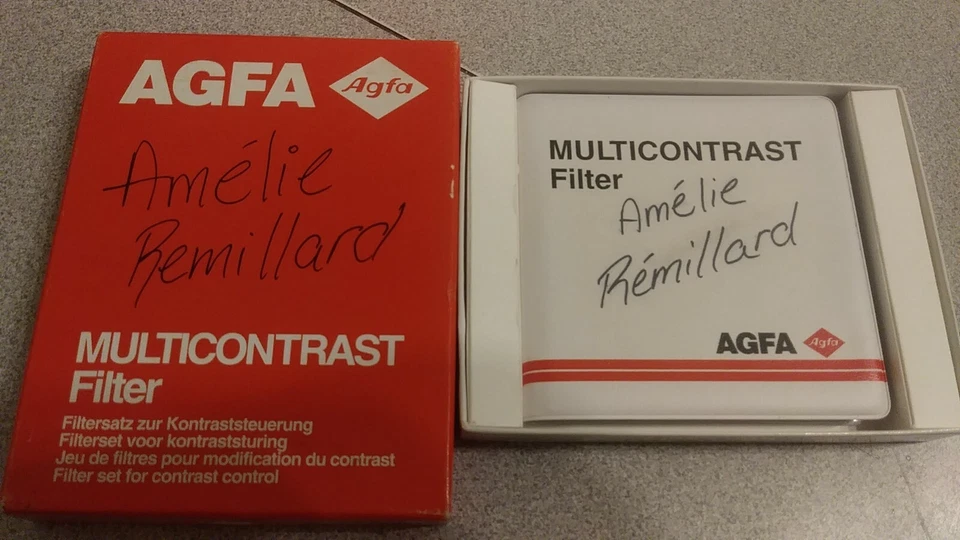 AGFA Agfa
Amélie
Remillard
MULTICONTRAST
Filter
Filtersatz zur Kontraststeuerung
Filterset voor kontraststuring
Jeu de filtres pour modification du contrast
Filter set for contrast control
MULTICONTRAST
Filter
Amélie
Rémillard
AGFA Agfa